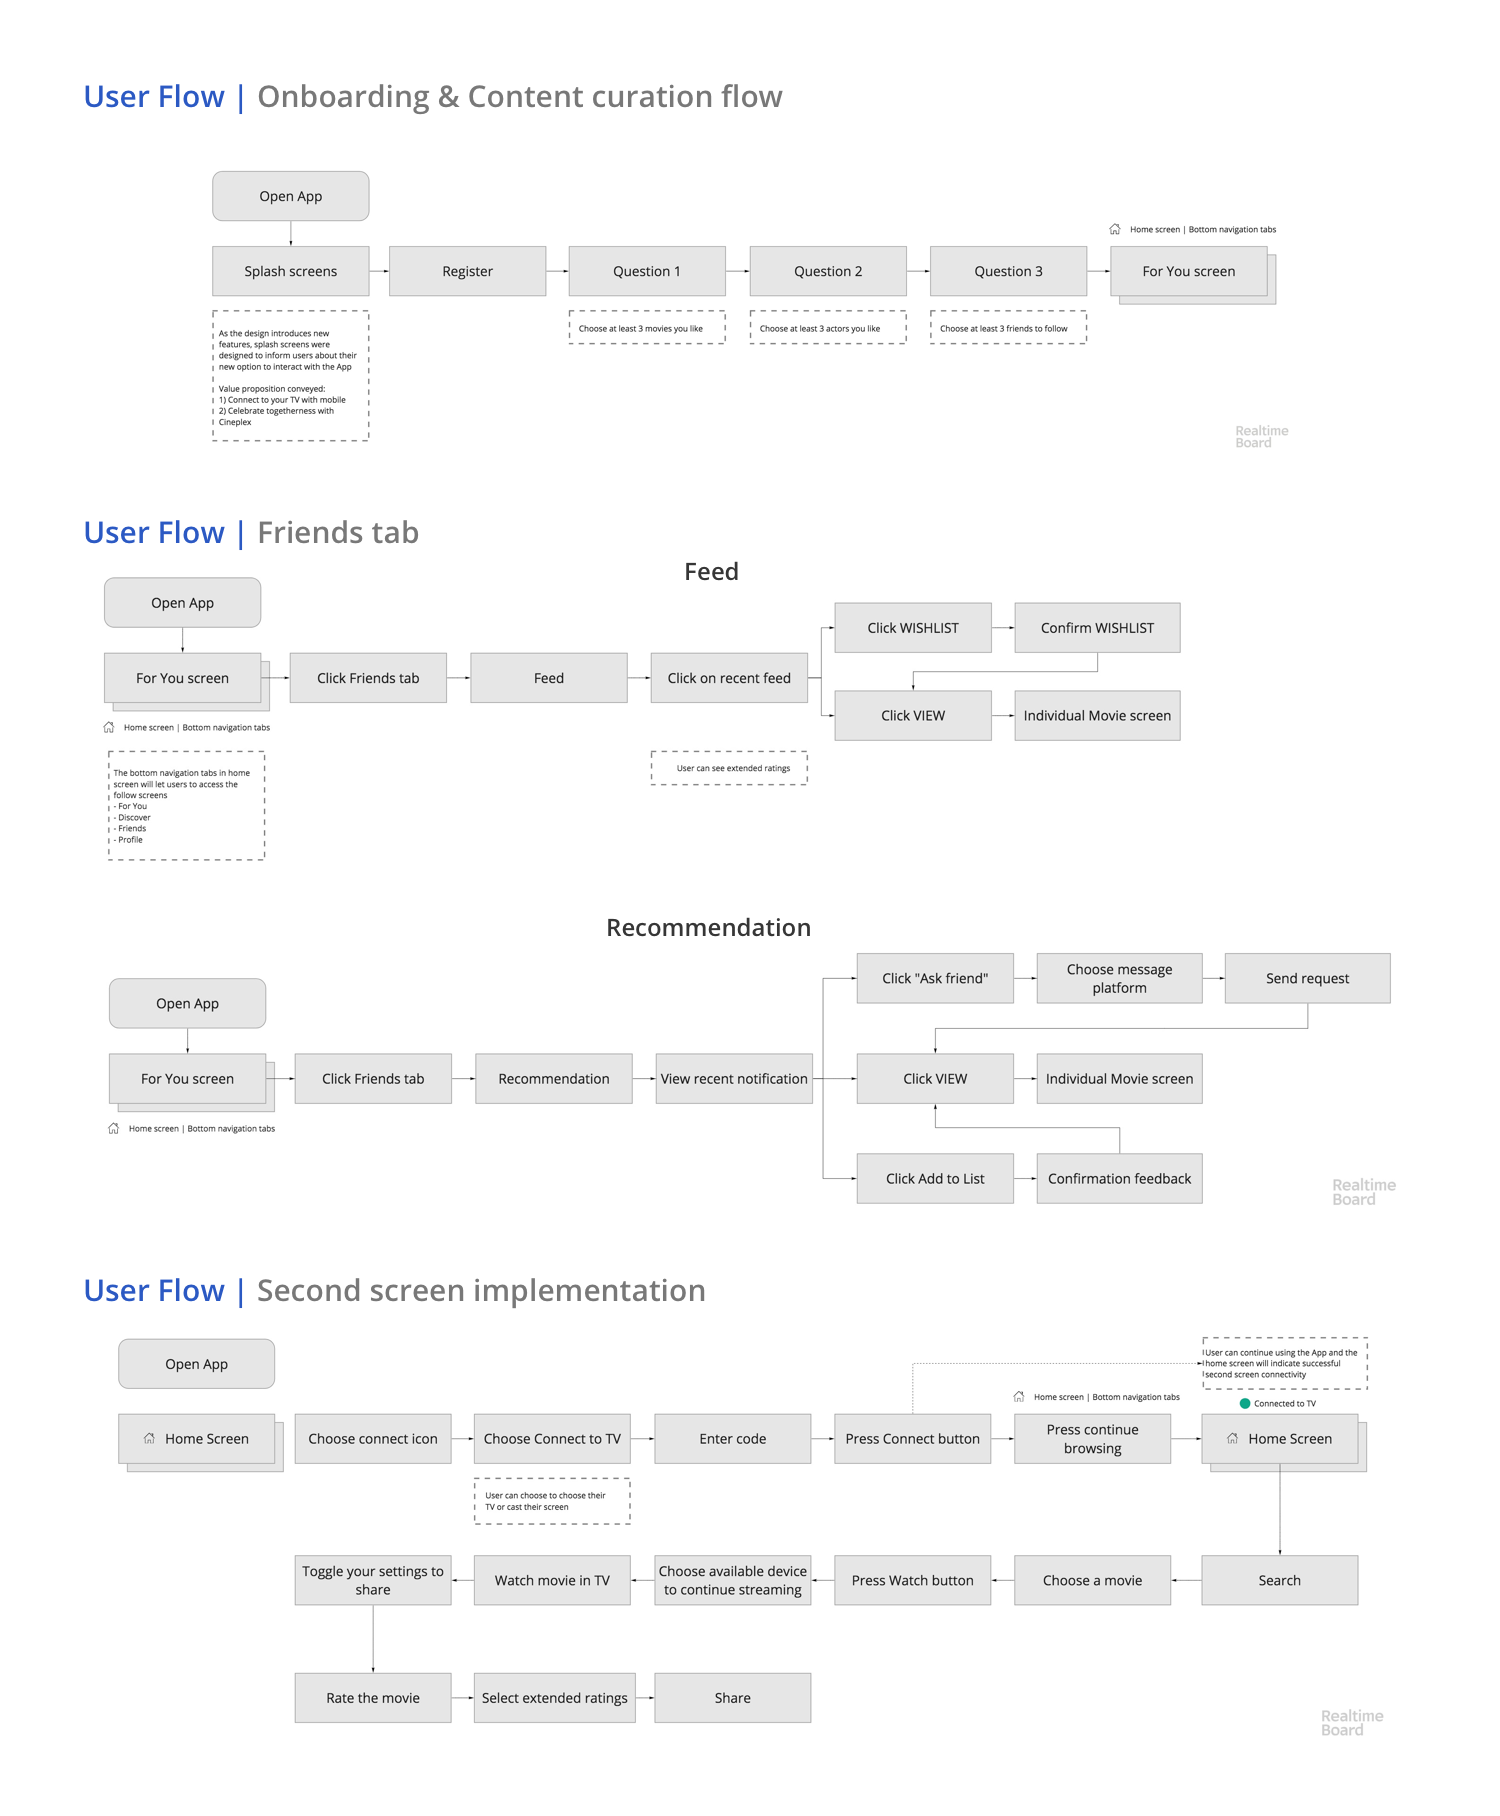 User Flow | Onboarding & Content curation flow
Open App
Home screen | Bottom navigation tabs
Splash screens
Register
Question 1
Question 2
Question 3
For You screen
As the design introduces new
features, splash screens were
designed to inform users about their
new option to interact with the App
Value proposition conveyed:
1) Connect to your TV with mobile
2) Celebrate togetherness with
Cineplex
Choose at least 3 movies you like
Choose at least 3 actors you like
Choose at least 3 friends to follow
Realtime
Board
User Flow | Friends tab
Feed
Open App
For You screen
Click Friends tab
Feed
Click on recent feed
Click WISHLIST
Confirm WISHLIST
Click VIEW
Individual Movie screen
Home screen | Bottom navigation tabs
The bottom navigation tabs in home
screen will let users to access the
follow screens
- For You
- Discover
- Friends
- Profile
User can see extended ratings
Recommendation
Open App
For You screen
Click Friends tab
Recommendation
View recent notification
Click "Ask friend"
Choose message
platform
Send request
Click VIEW
Individual Movie screen
Click Add to List
Confirmation feedback
Home screen | Bottom navigation tabs
Realtime
Board
User Flow | Second screen implementation
Open App
User can continue using the App and the
home screen will indicate successful
second screen connectivity
Home screen | Bottom navigation tabs
Connected to TV
Home Screen
Choose connect icon
Choose Connect to TV
Enter code
Press Connect button
Press continue
browsing
Home Screen
User can choose to choose their
TV or cast their screen
Toggle your settings to
share
Watch movie in TV
Choose available device
to continue streaming
Press Watch button
Choose a movie
Search
Rate the movie
Select extended ratings
Share
Realtime
Board